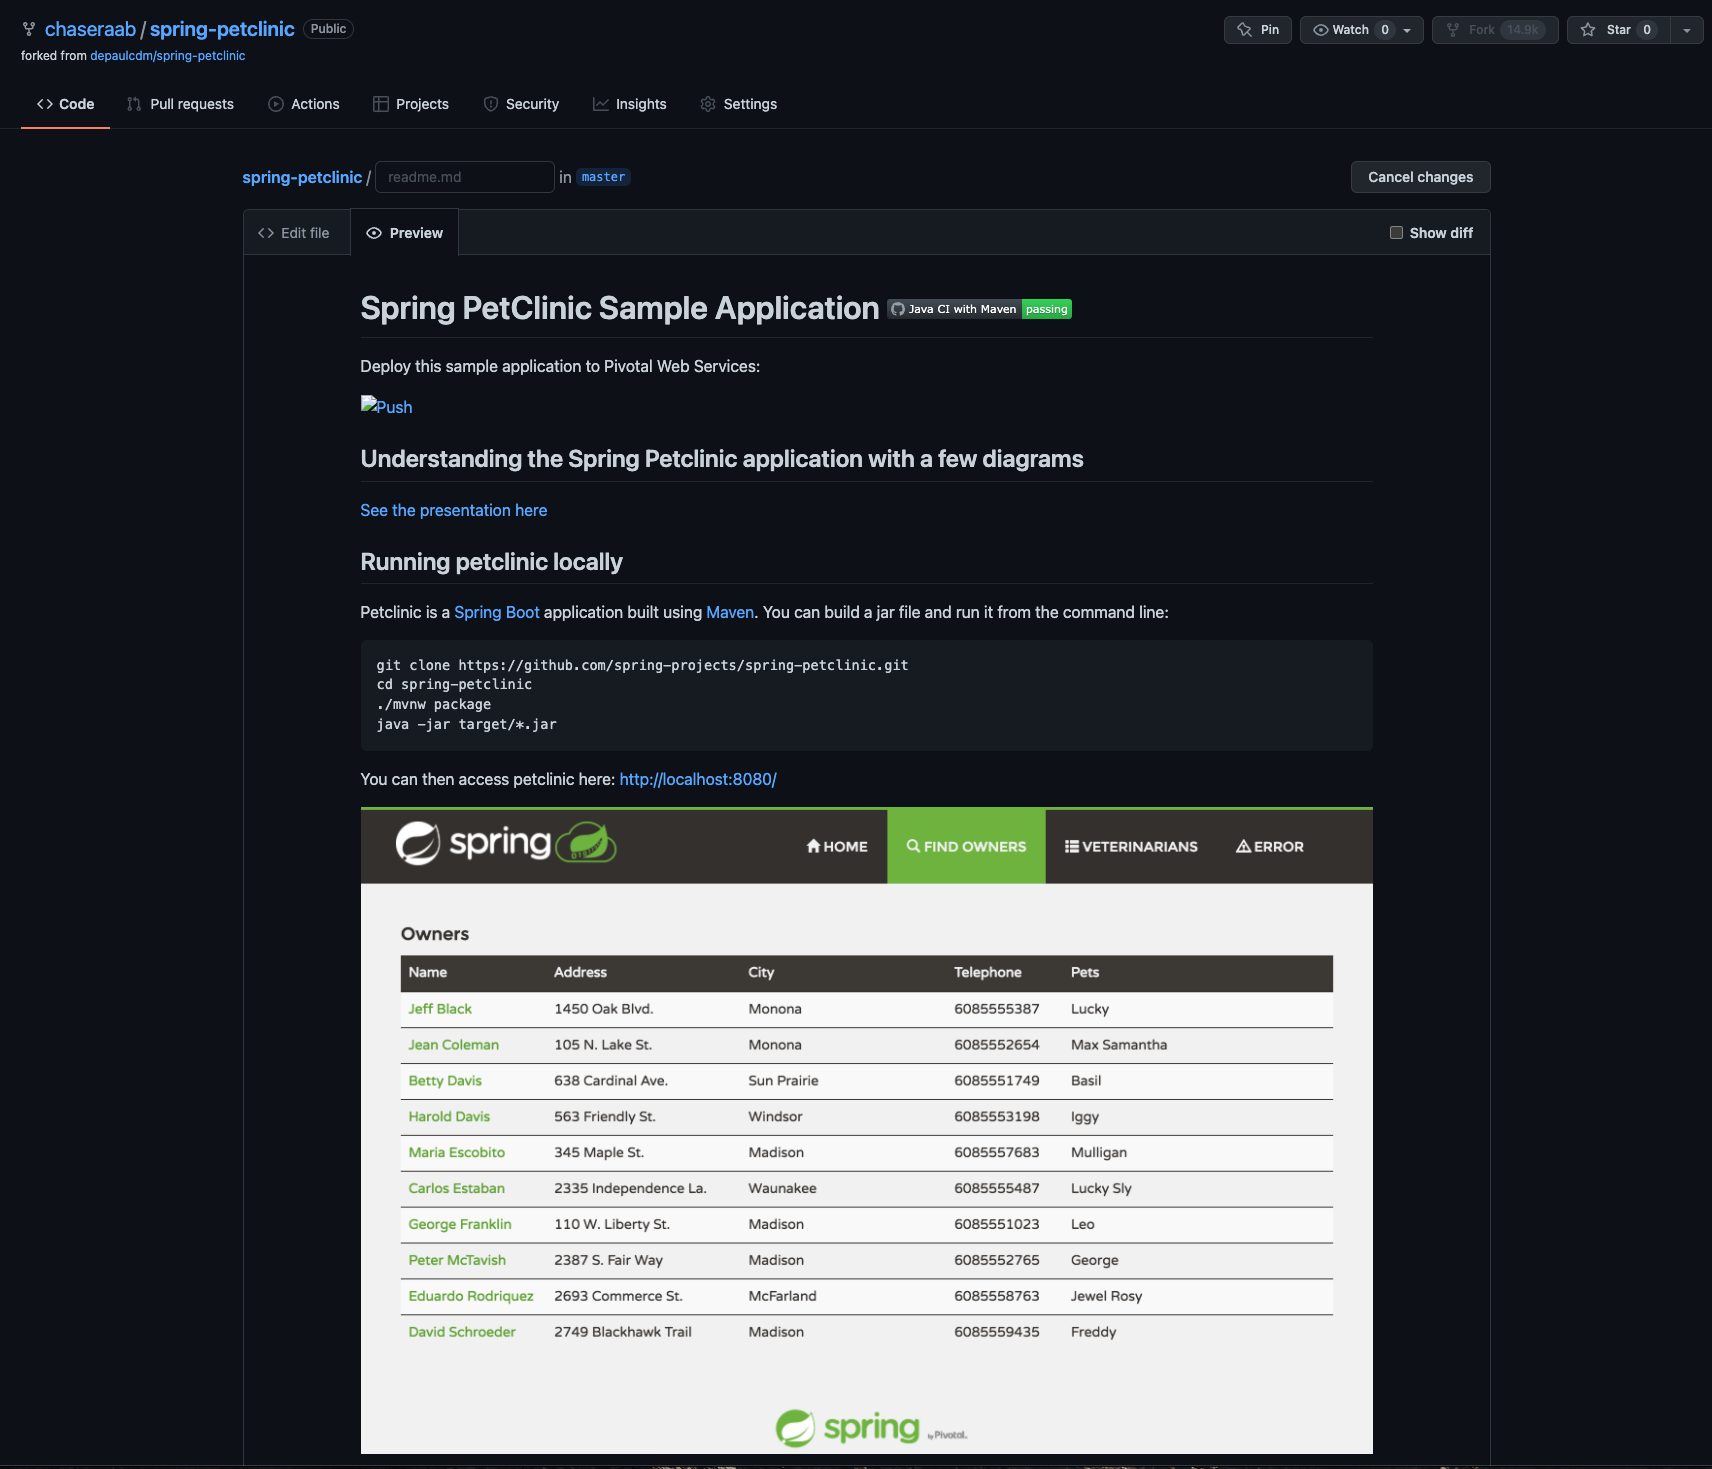 chaseraab / spring-petclinic Public
Pin Watch 0 Fork 14.9k Star 0
forked from depaulcdm/spring-petclinic
Code Pull requests Actions Projects Security Insights Settings
spring-petclinic / readme.md in master Cancel changes
Edit file Preview Show diff
Spring PetClinic Sample Application Java CI with Maven passing
Deploy this sample application to Pivotal Web Services:
Push
Understanding the Spring Petclinic application with a few diagrams
See the presentation here
Running petclinic locally
Petclinic is a Spring Boot application built using Maven. You can build a jar file and run it from the command line:
git clone https://github.com/spring-projects/spring-petclinic.git
cd spring-petclinic
./mvnw package
java -jar target/*.jar
You can then access petclinic here: http://localhost:8080/
spring HOME FIND OWNERS VETERINARIANS ERROR
Owners
Name Address City Telephone Pets
Jeff Black 1450 Oak Blvd. Monona 6085555387 Lucky
Jean Coleman 105 N. Lake St. Monona 6085552654 Max Samantha
Betty Davis 638 Cardinal Ave. Sun Prairie 6085551749 Basil
Harold Davis 563 Friendly St. Windsor 6085553198 Iggy
Maria Escobito 345 Maple St. Madison 6085557683 Mulligan
Carlos Estaban 2335 Independence La. Waunakee 6085555487 Lucky Sly
George Franklin 110 W. Liberty St. Madison 6085551023 Leo
Peter McTavish 2387 S. Fair Way Madison 6085552765 George
Eduardo Rodriquez 2693 Commerce St. McFarland 6085558763 Jewel Rosy
David Schroeder 2749 Blackhawk Trail Madison 6085559435 Freddy
spring by Pivotal.